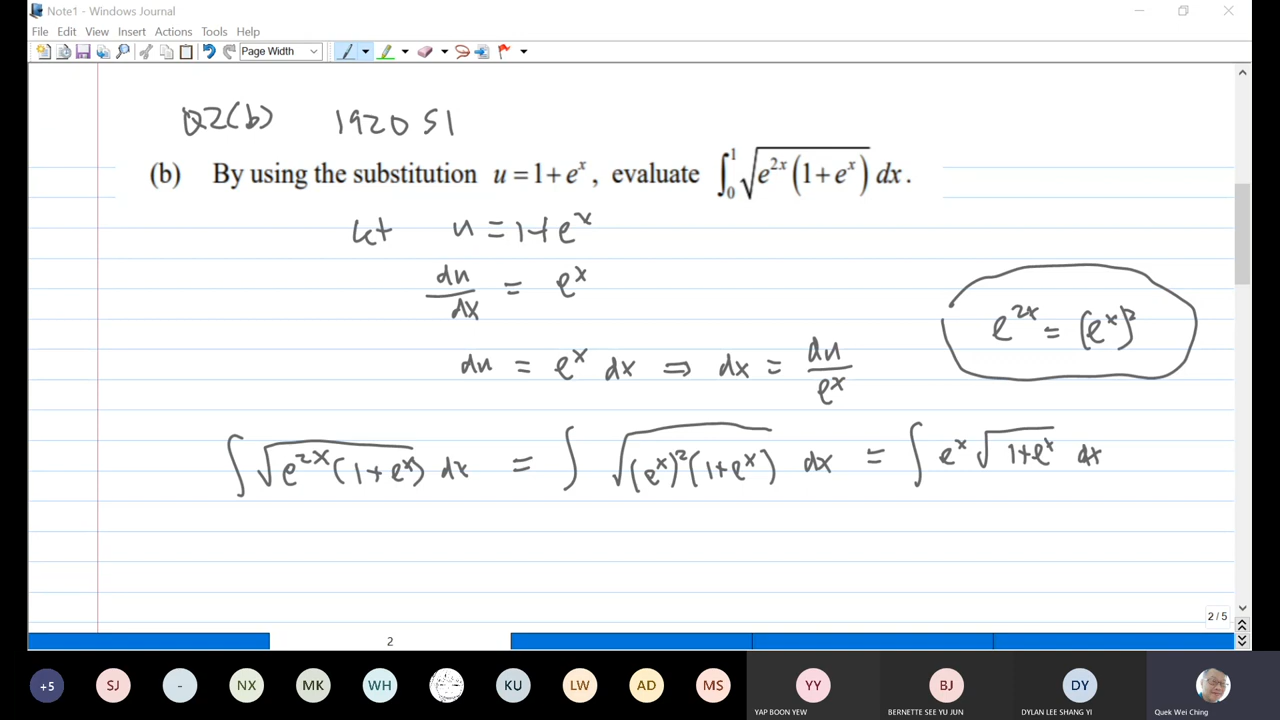 Note1 - Windows Journal
File Edit View Insert Actions Tools Help
Page Width
Q2(b) 1920 S1
(b) By using the substitution u = 1 + e^x, evaluate ∫_0^1 √(e^{2x}(1 + e^x)) dx.
let u = 1 + e^x
du/dx = e^x
e^{2x} = (e^x)^2
du = e^x dx ⇒ dx = du/e^x
∫ √(e^{2x}(1+e^x)) dx = ∫ √((e^x)^2(1+e^x)) dx = ∫ e^x √(1+e^x) dx
2/5
2
+5 SJ - NX MK WH KU LW AD MS YY BJ DY
YAP BOON YEW BERNETTE SEE YU JUN DYLAN LEE SHANG YI Quek Wei Ching